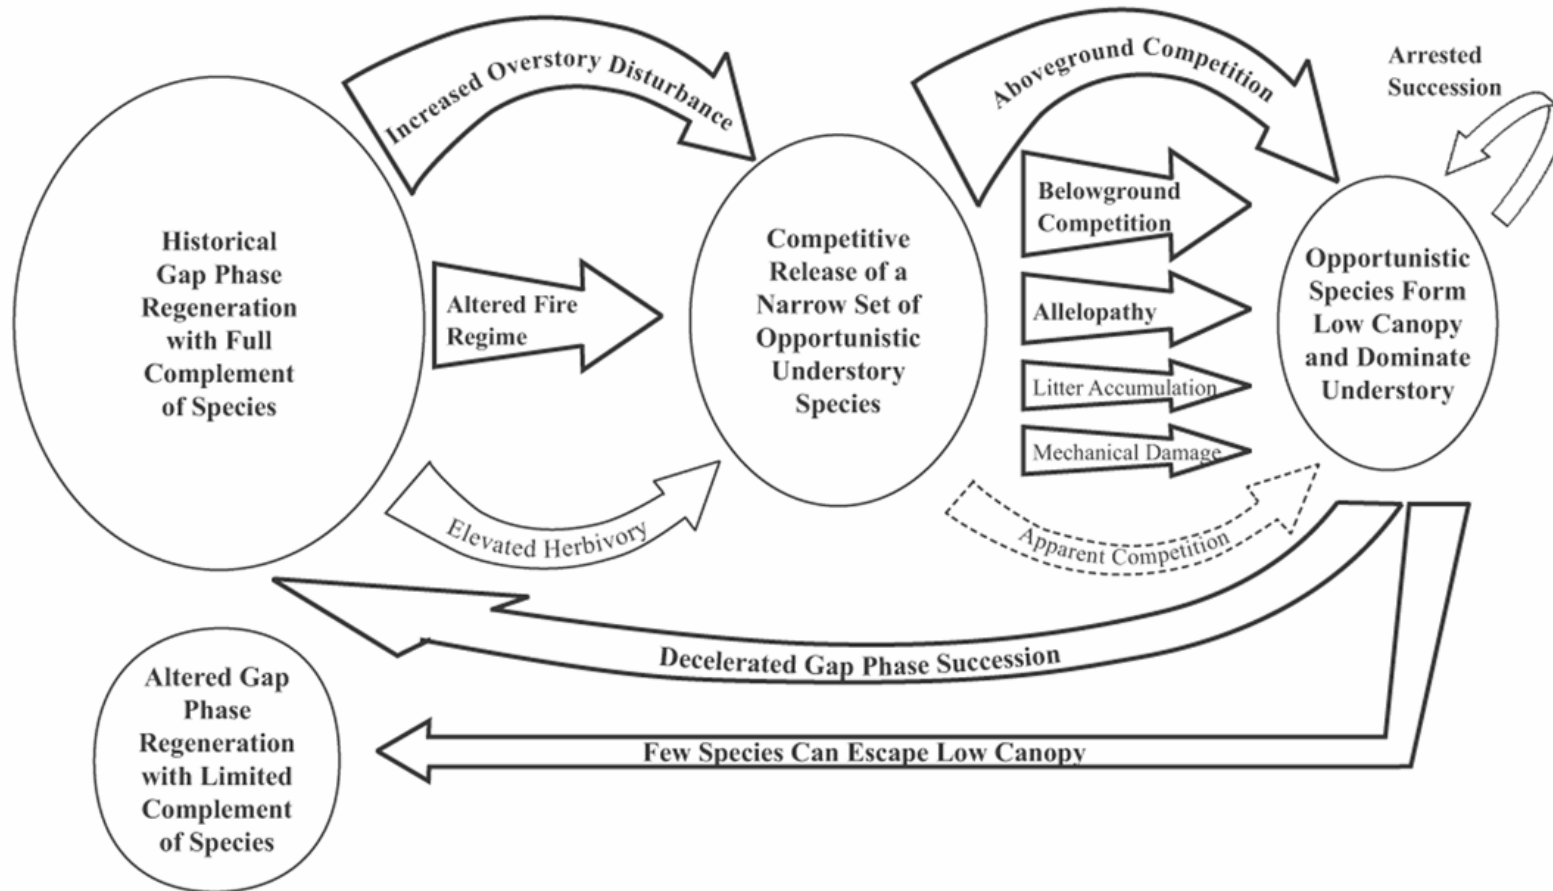 Increased Overstory Disturbance
Aboveground Competition
Arrested
Succession
Historical
Gap Phase
Regeneration
with Full
Complement
of Species
Altered Fire
Regime
Competitive
Release of a
Narrow Set of
Opportunistic
Understory
Species
Belowground
Competition
Allelopathy
Litter Accumulation
Mechanical Damage
Opportunistic
Species Form
Low Canopy
and Dominate
Understory
Elevated Herbivory
Apparent Competition
Decelerated Gap Phase Succession
Altered Gap
Phase
Regeneration
with Limited
Complement
of Species
Few Species Can Escape Low Canopy